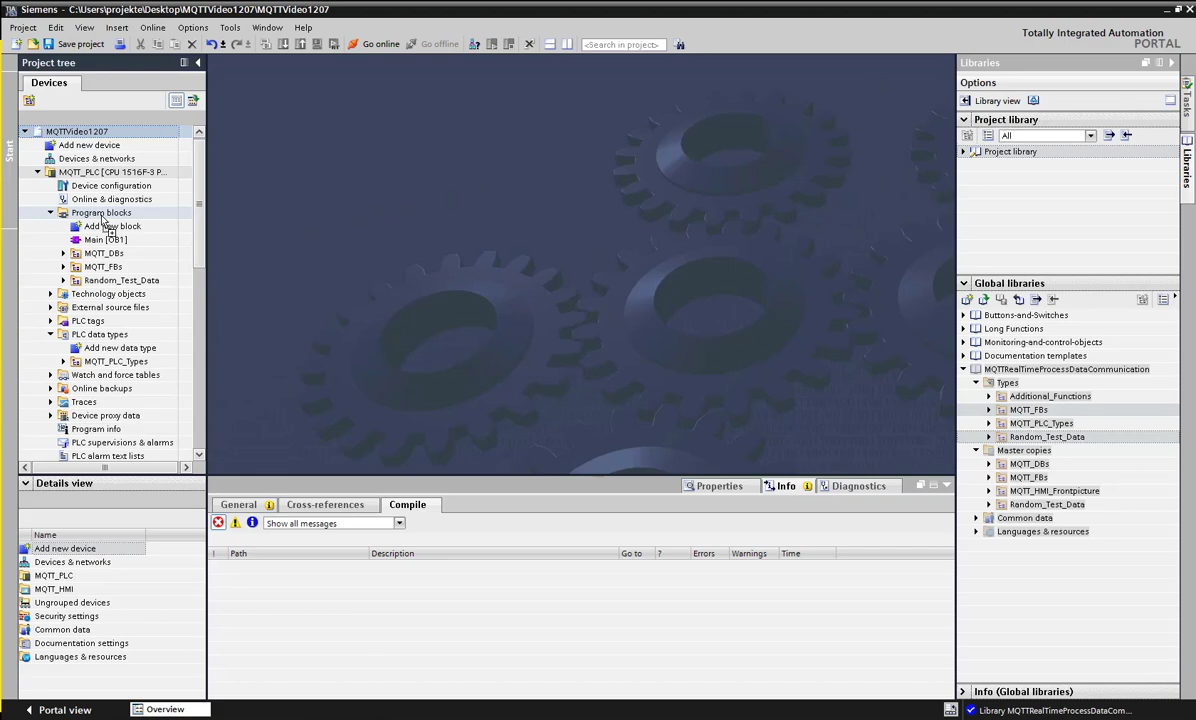 Siemens - C:\Users\projekte\Desktop\MQTTVideo1207\MQTTVideo1207
Project Edit View Insert Online Options Tools Window Help
Totally Integrated Automation
PORTAL
Save project Go online Go offline <Search in project>
Project tree
Devices
Start
MQTTVideo1207
Add new device
Devices & networks
MQTT_PLC [CPU 1516F-3 P...
Device configuration
Online & diagnostics
Program blocks
Add new block
Main [OB1]
MQTT_DBs
MQTT_FBs
Random_Test_Data
Technology objects
External source files
PLC tags
PLC data types
Add new data type
MQTT_PLC_Types
Watch and force tables
Online backups
Traces
Device proxy data
Program info
PLC supervisions & alarms
PLC alarm text lists
Details view
Name
Add new device
Devices & networks
MQTT_PLC
MQTT_HMI
Ungrouped devices
Security settings
Common data
Documentation settings
Languages & resources
Properties Info Diagnostics
General Cross-references Compile
Show all messages
! Path Description Go to ? Errors Warnings Time
Libraries
Options
Library view
Project library
All
Project library
Global libraries
Buttons-and-Switches
Long Functions
Monitoring-and-control-objects
Documentation templates
MQTTRealTimeProcessDataCommunication
Types
Additional_Functions
MQTT_FBs
MQTT_PLC_Types
Random_Test_Data
Master copies
MQTT_DBs
MQTT_FBs
MQTT_HMI_Frontpicture
Random_Test_Data
Common data
Languages & resources
Info (Global libraries)
Tasks
Libraries
Portal view Overview Library MQTTRealTimeProcessDataCom...